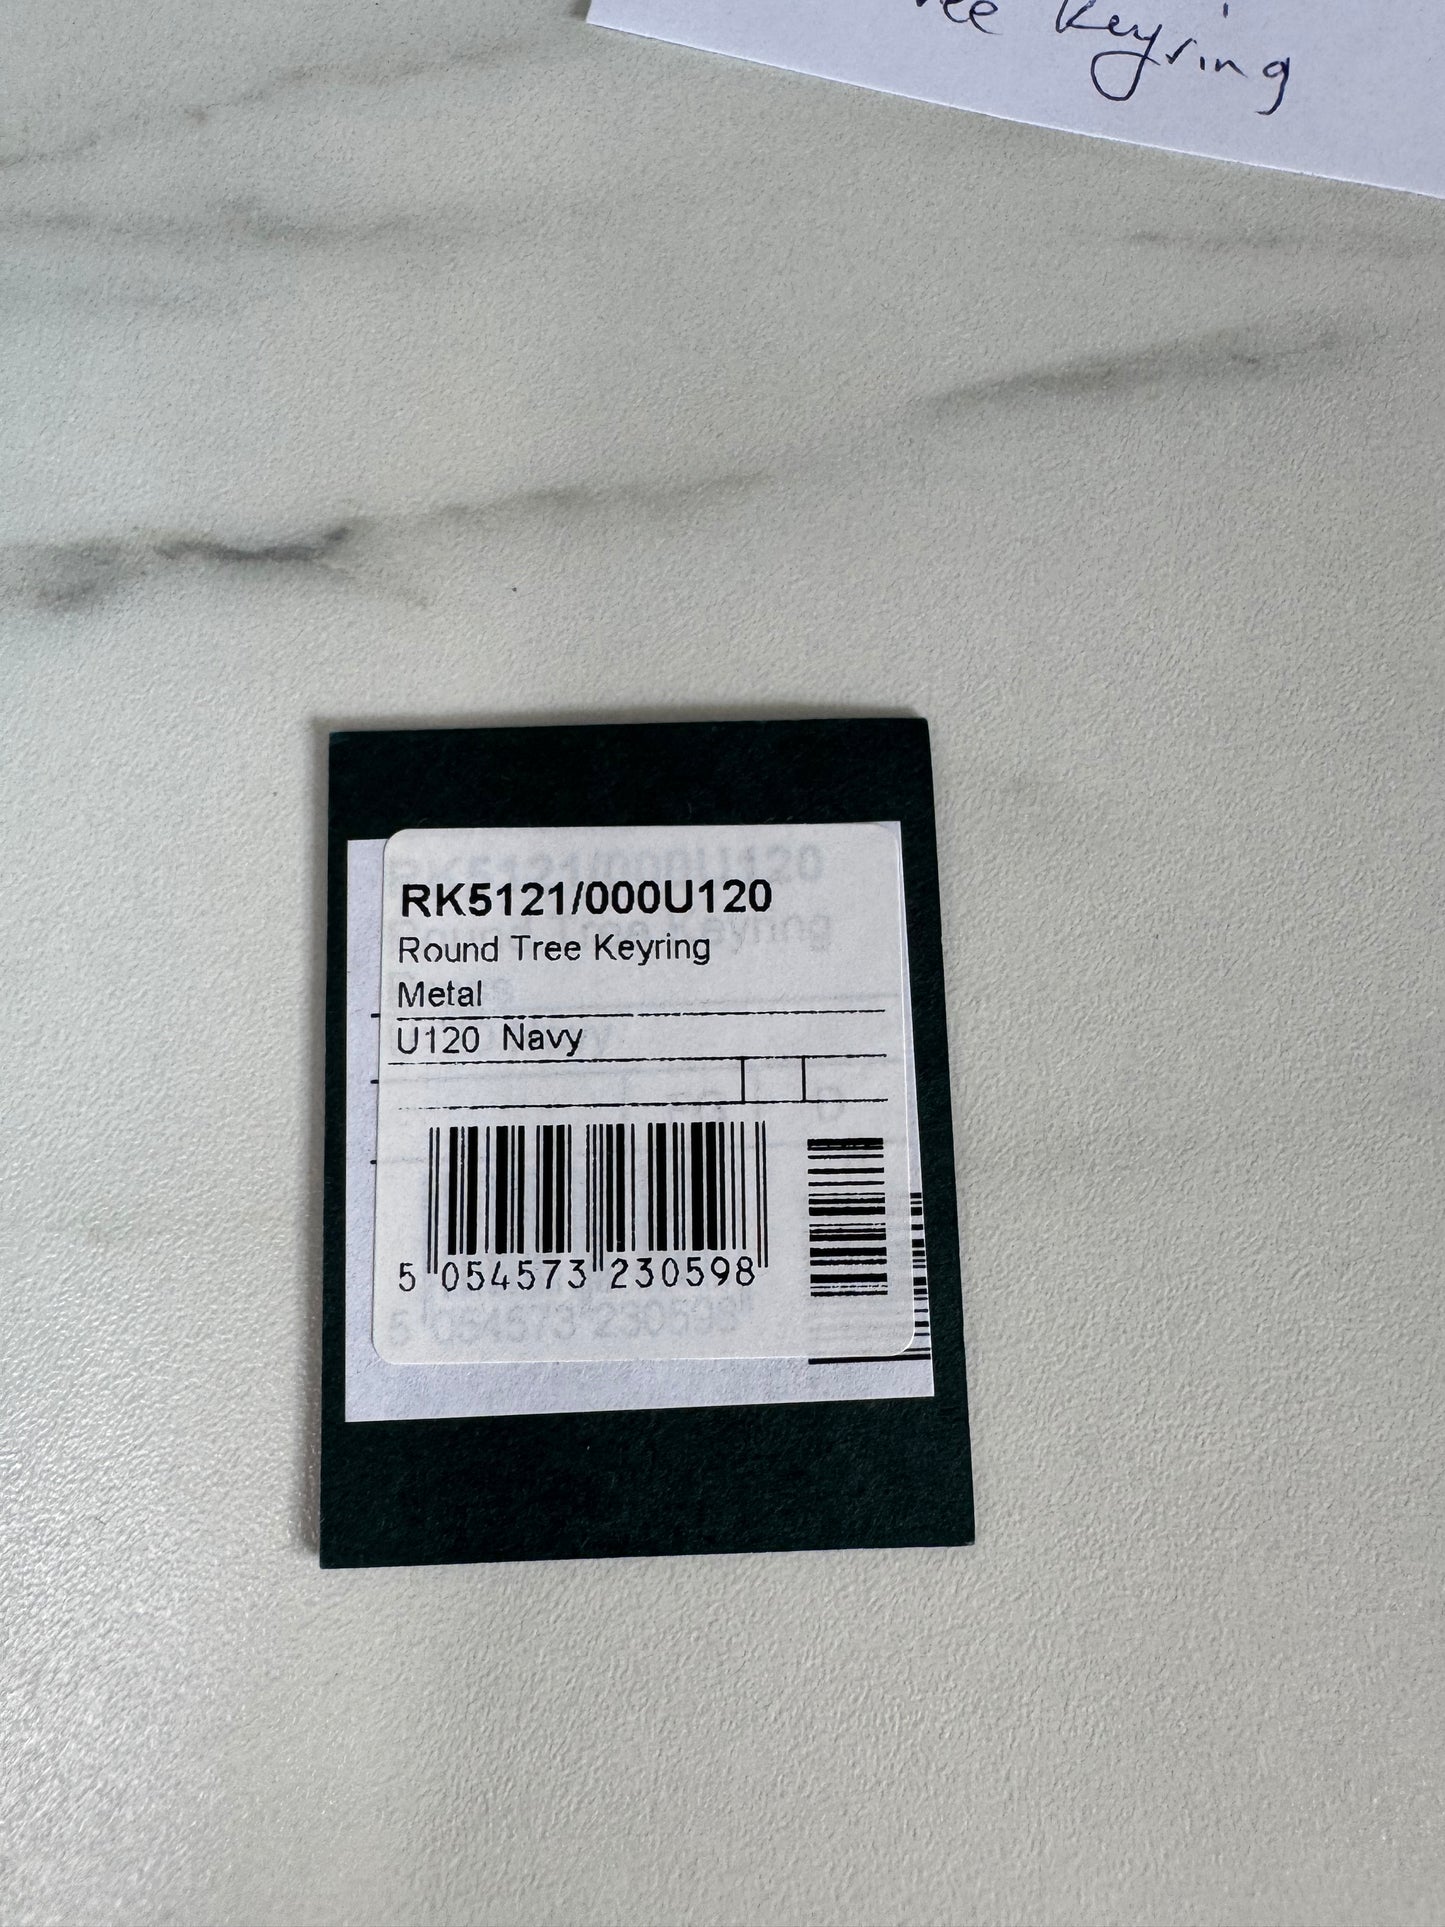 Keyring
RK5121/000U120
Round Tree Keyring
Metal
U120 Navy
5 054573 230598